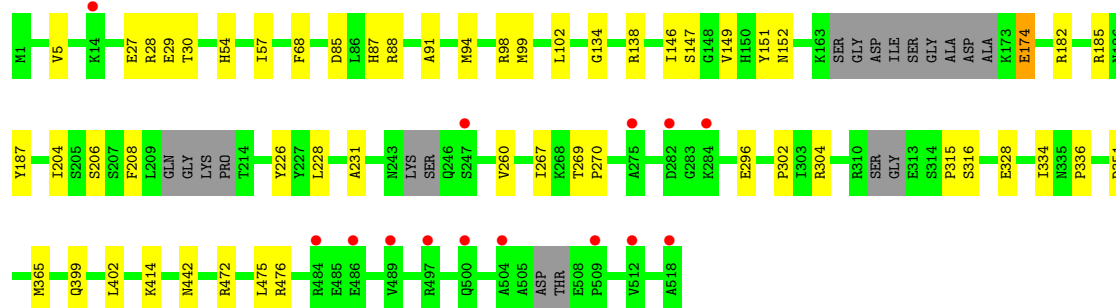 M1 V5 K14 E27 R28 E29 T30 H54 I57 F68 D85 L86 H87 R88 A91 M94 R98 M99 L102 G134 R138 I146 S147 G148 V149 H150 Y151 N152 K163 SER GLY ASP ILE SER GLY ALA ASP ALA K173 E174 R182 R185
Y187 I204 S205 S206 S207 F208 L209 GLN GLY LYS PRO T214 Y226 Y227 L228 A231 N243 LYS SER Q246 S247 V260 I267 K268 T269 P270 A275 D282 G283 K284 E296 P302 I303 R304 R310 SER GLY E313 S314 P315 S316 E328 I334 N335 P336
M365 Q399 L402 K414 N442 R472 L475 R476 R484 E485 E486 V489 R497 Q500 A504 A505 ASP THR E508 P509 V512 A518